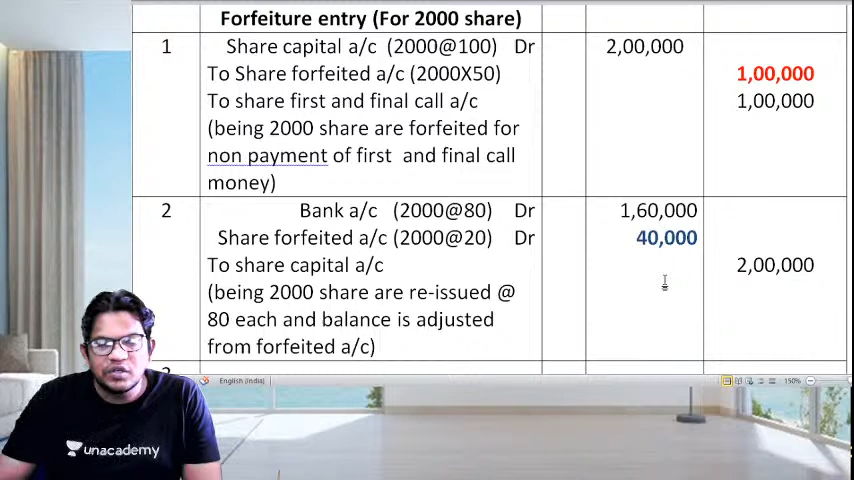 Forfeiture entry (For 2000 share)
1 Share capital a/c (2000@100) Dr 2,00,000
To Share forfeited a/c (2000X50) 1,00,000
To share first and final call a/c 1,00,000
(being 2000 share are forfeited for
non payment of first and final call
money)
2 Bank a/c (2000@80) Dr 1,60,000
Share forfeited a/c (2000@20) Dr 40,000
To share capital a/c 2,00,000
(being 2000 share are re-issued @
80 each and balance is adjusted
from forfeited a/c)
English (India) 150%
unacademy